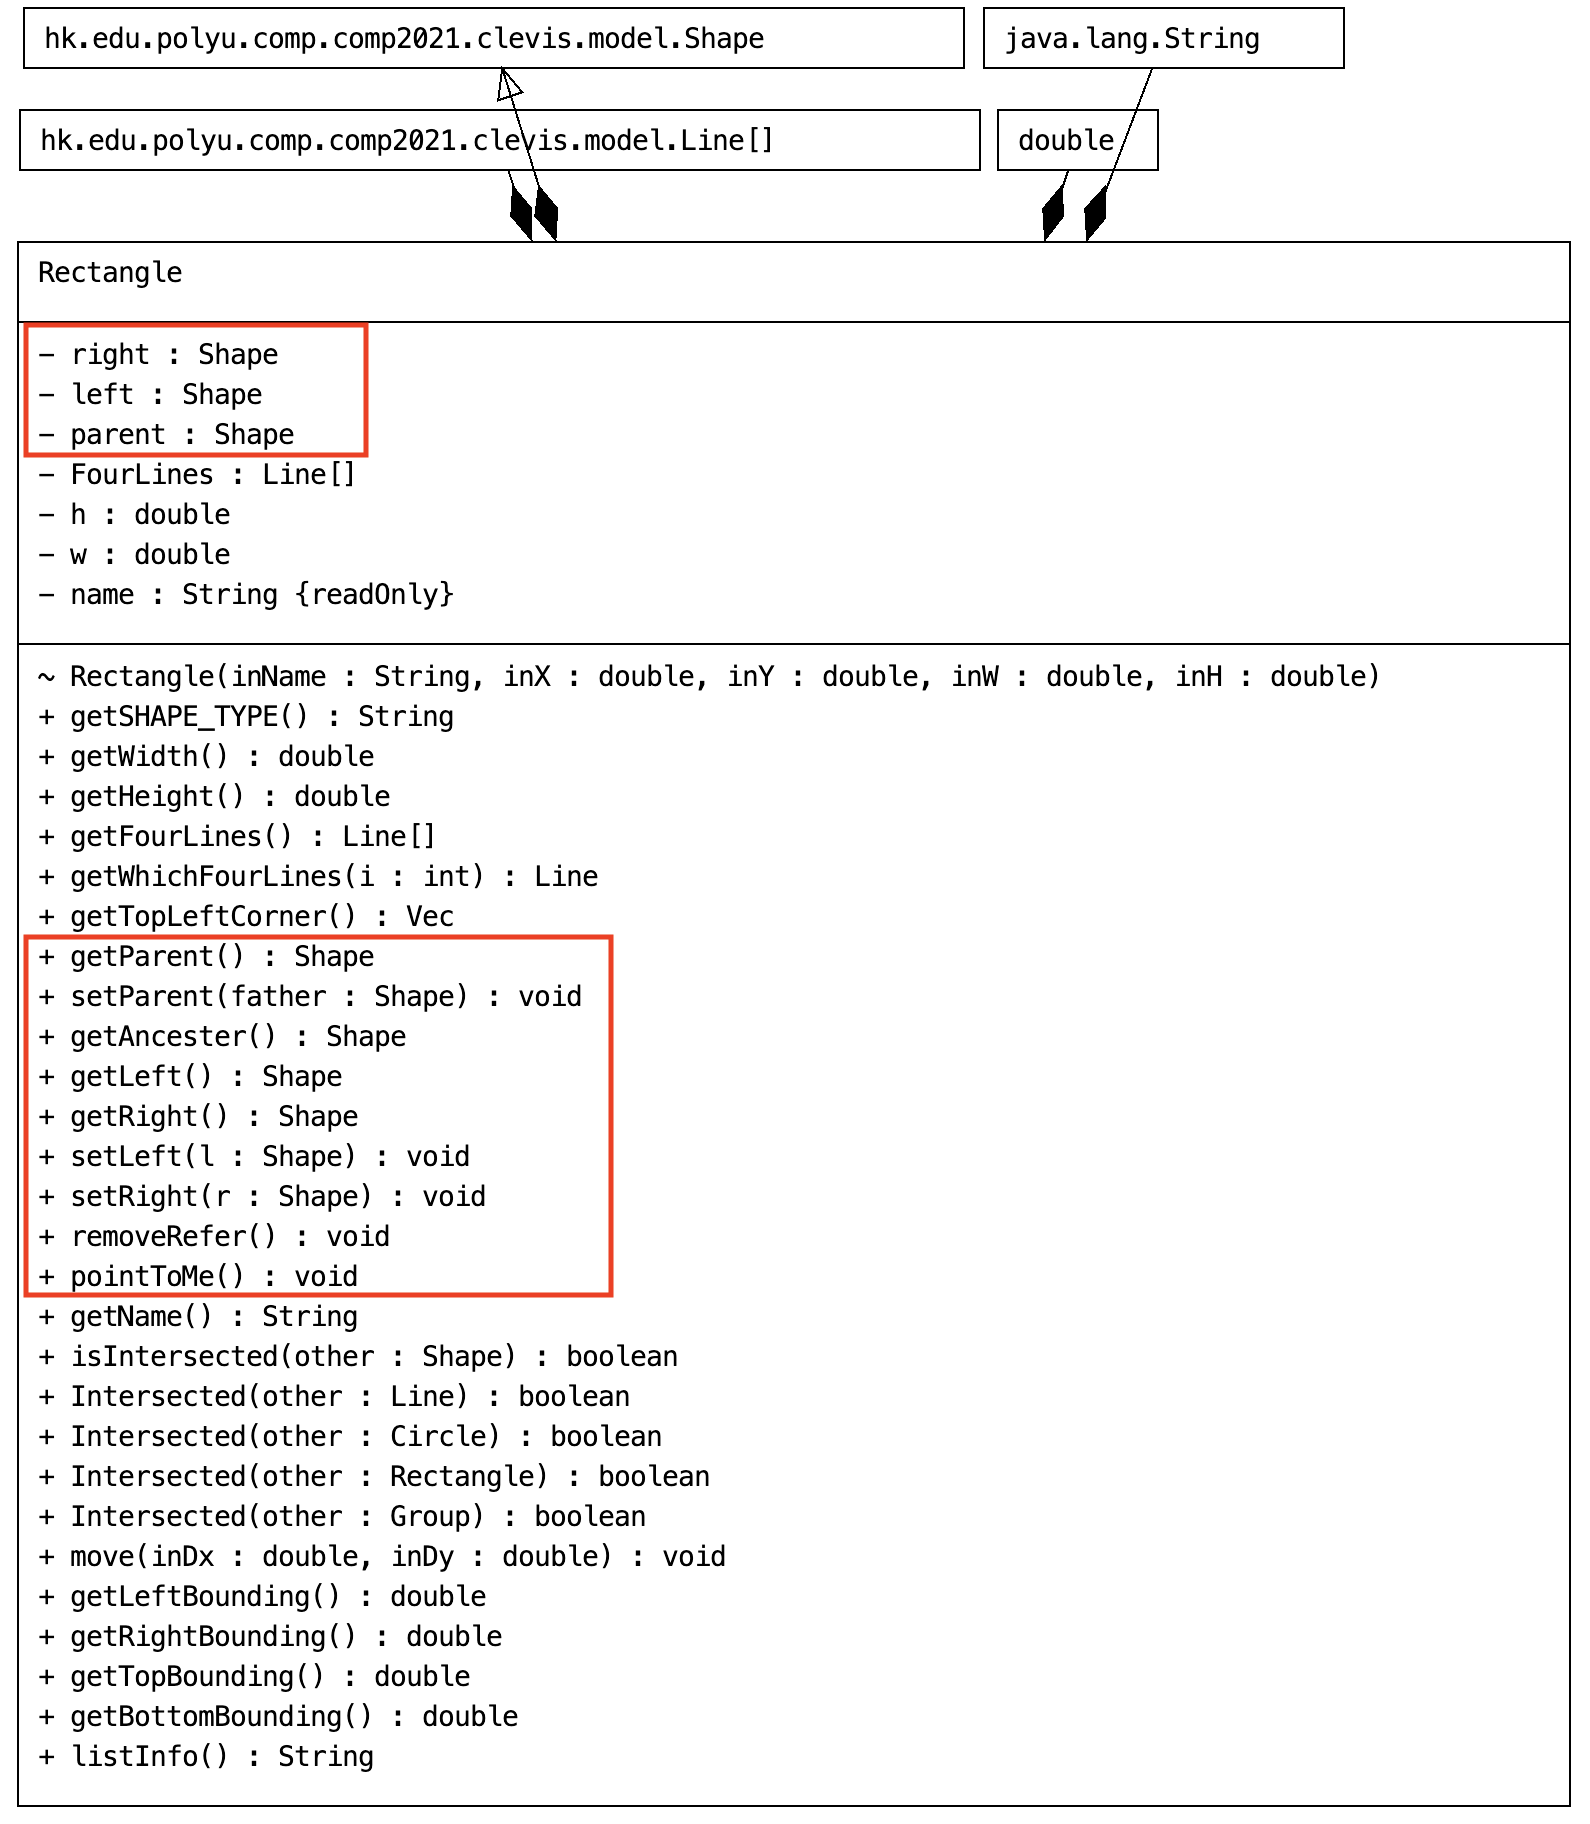 hk.edu.polyu.comp.comp2021.clevis.model.Shape
java.lang.String
hk.edu.polyu.comp.comp2021.clevis.model.Line[]
double
Rectangle
- right : Shape
- left : Shape
- parent : Shape
- FourLines : Line[]
- h : double
- w : double
- name : String {readOnly}
~ Rectangle(inName : String, inX : double, inY : double, inW : double, inH : double)
+ getSHAPE_TYPE() : String
+ getWidth() : double
+ getHeight() : double
+ getFourLines() : Line[]
+ getWhichFourLines(i : int) : Line
+ getTopLeftCorner() : Vec
+ getParent() : Shape
+ setParent(father : Shape) : void
+ getAncester() : Shape
+ getLeft() : Shape
+ getRight() : Shape
+ setLeft(l : Shape) : void
+ setRight(r : Shape) : void
+ removeRefer() : void
+ pointToMe() : void
+ getName() : String
+ isIntersected(other : Shape) : boolean
+ Intersected(other : Line) : boolean
+ Intersected(other : Circle) : boolean
+ Intersected(other : Rectangle) : boolean
+ Intersected(other : Group) : boolean
+ move(inDx : double, inDy : double) : void
+ getLeftBounding() : double
+ getRightBounding() : double
+ getTopBounding() : double
+ getBottomBounding() : double
+ listInfo() : String